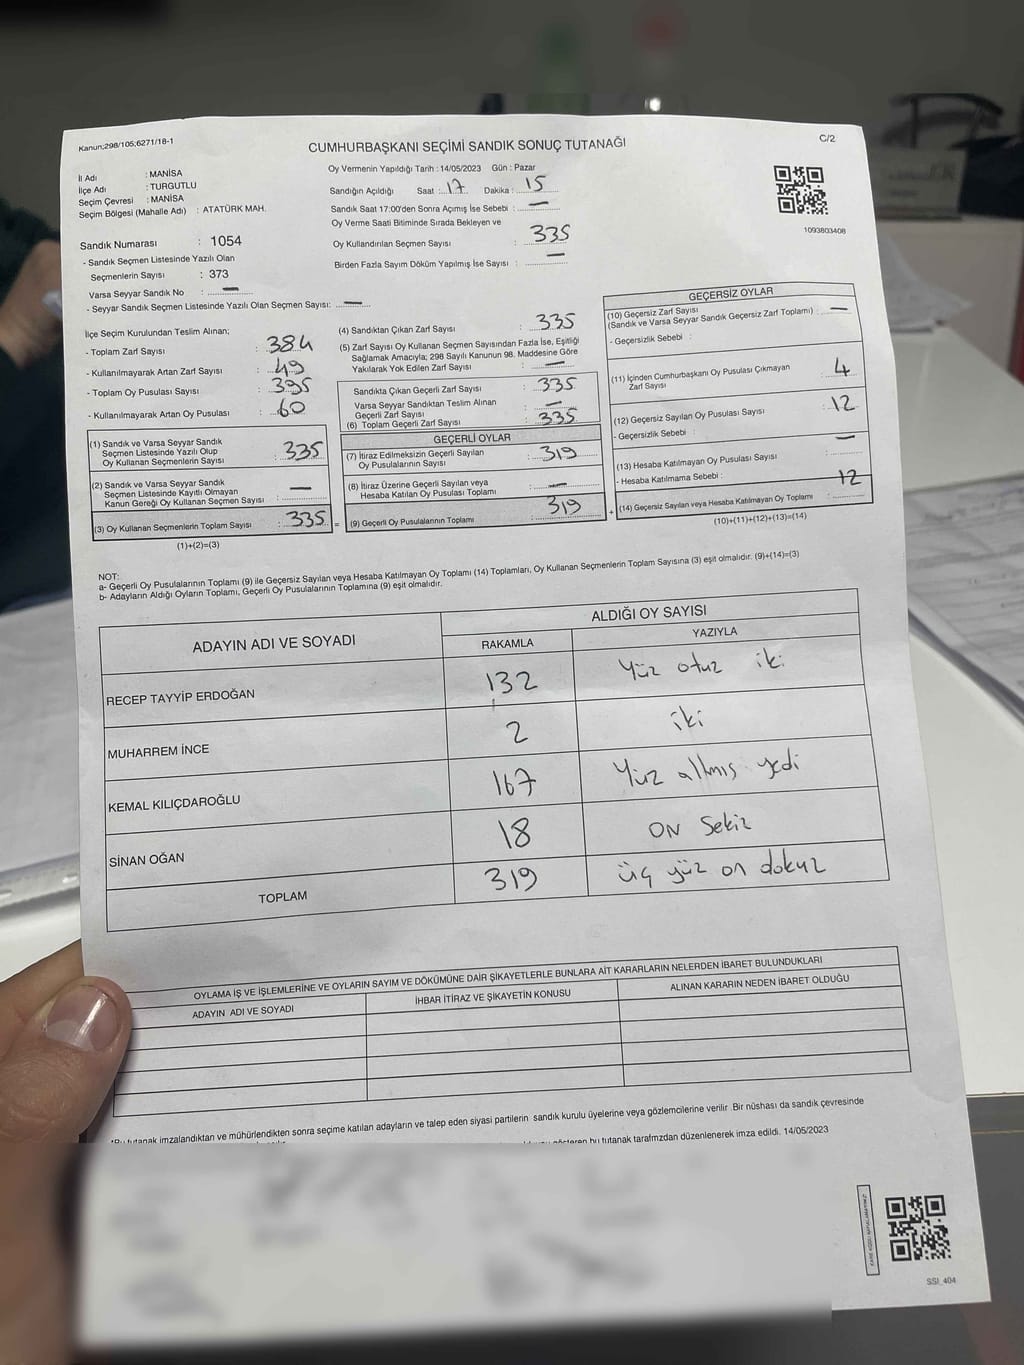 Kanun;298/105;6271/18-1
CUMHURBAŞKANI SEÇİMİ SANDIK SONUÇ TUTANAĞI
C/2
İl Adı : MANİSA
İlçe Adı : TURGUTLU
Seçim Çevresi : MANİSA
Seçim Bölgesi (Mahalle Adı) : ATATÜRK MAH.
Oy Vermenin Yapıldığı Tarih : 14/05/2023 Gün : Pazar
Sandığın Açıldığı Saat : 17 Dakika : 15
Sandık Saat 17:00'den Sonra Açımış İse Sebebi : —
Oy Verme Saati Bitiminde Sırada Bekleyen ve
Oy Kullandırılan Seçmen Sayısı : 335
Birden Fazla Sayım Döküm Yapılmış İse Sayısı : —
1093803408
Sandık Numarası : 1054
- Sandık Seçmen Listesinde Yazılı Olan
Seçmenlerin Sayısı : 373
Varsa Seyyar Sandık No : —
- Seyyar Sandık Seçmen Listesinde Yazılı Olan Seçmen Sayısı: —
İlçe Seçim Kurulundan Teslim Alınan;
- Toplam Zarf Sayısı : 384
- Kullanılmayarak Artan Zarf Sayısı : 49
- Toplam Oy Pusulası Sayısı : 395
- Kullanılmayarak Artan Oy Pusulası : 60
(1) Sandık ve Varsa Seyyar Sandık
Seçmen Listesinde Yazılı Olup
Oy Kullanan Seçmenlerin Sayısı : 335
(2) Sandık ve Varsa Seyyar Sandık
Seçmen Listesinde Kayıtlı Olmayan
Kanun Gereği Oy Kullanan Seçmen Sayısı : —
(3) Oy Kullanan Seçmenlerin Toplam Sayısı : 335 =
(1)+(2)=(3)
(4) Sandıktan Çıkan Zarf Sayısı : 335
(5) Zarf Sayısı Oy Kullanan Seçmen Sayısından Fazla İse, Eşitliği
Sağlamak Amacıyla; 298 Sayılı Kanunun 98. Maddesine Göre
Yakılarak Yok Edilen Zarf Sayısı : —
Sandıkta Çıkan Geçerli Zarf Sayısı : 335
Varsa Seyyar Sandıktan Teslim Alınan
Geçerli Zarf Sayısı : —
(6) Toplam Geçerli Zarf Sayısı : 335
GEÇERLİ OYLAR
(7) İtiraz Edilmeksizin Geçerli Sayılan
Oy Pusulalarının Sayısı : 319
(8) İtiraz Üzerine Geçerli Sayılan veya
Hesaba Katılan Oy Pusulası Toplamı : —
(9) Geçerli Oy Pusulalarının Toplamı : 319 +
GEÇERSİZ OYLAR
(10) Geçersiz Zarf Sayısı
(Sandık ve Varsa Seyyar Sandık Geçersiz Zarf Toplamı) : —
- Geçersizlik Sebebi :
(11) İçinden Cumhurbaşkanı Oy Pusulası Çıkmayan
Zarf Sayısı : 4
(12) Geçersiz Sayılan Oy Pusulası Sayısı : 12
- Geçersizlik Sebebi :
(13) Hesaba Katılmayan Oy Pusulası Sayısı : —
- Hesaba Katılmama Sebebi :
(14) Geçersiz Sayılan veya Hesaba Katılmayan Oy Toplamı : 12
(10)+(11)+(12)+(13)=(14)
NOT:
a- Geçerli Oy Pusulalarının Toplamı (9) ile Geçersiz Sayılan veya Hesaba Katılmayan Oy Toplamı (14) Toplamları, Oy Kullanan Seçmenlerin Toplam Sayısına (3) eşit olmalıdır. (9)+(14)=(3)
b- Adayların Aldığı Oyların Toplamı, Geçerli Oy Pusulalarının Toplamına (9) eşit olmalıdır.
ADAYIN ADI VE SOYADI
ALDIĞI OY SAYISI
RAKAMLA YAZIYLA
RECEP TAYYİP ERDOĞAN 132 Yüz otuz iki
MUHARREM İNCE 2 iki
KEMAL KILIÇDAROĞLU 167 Yüz altmış yedi
SİNAN OĞAN 18 ON Sekiz
TOPLAM 319 üç yüz on dokuz
OYLAMA İŞ VE İŞLEMLERİNE VE OYLARIN SAYIM VE DÖKÜMÜNE DAİR ŞİKAYETLERLE BUNLARA AİT KARARLARIN NELERDEN İBARET BULUNDUKLARI
ADAYIN ADI VE SOYADI İHBAR İTİRAZ VE ŞİKAYETİN KONUSU ALINAN KARARIN NEDEN İBARET OLDUĞU
*Bu tutanak imzalandıktan ve mühürlendikten sonra seçime katılan adayların ve talep eden siyasi partilerin sandık kurulu üyelerine veya gözlemcilerine verilir. Bir nüshası da sandık çevresinde
gösteren bu tutanak tarafımzdan düzenlenerek imza edildi. 14/05/2023
SSI_404